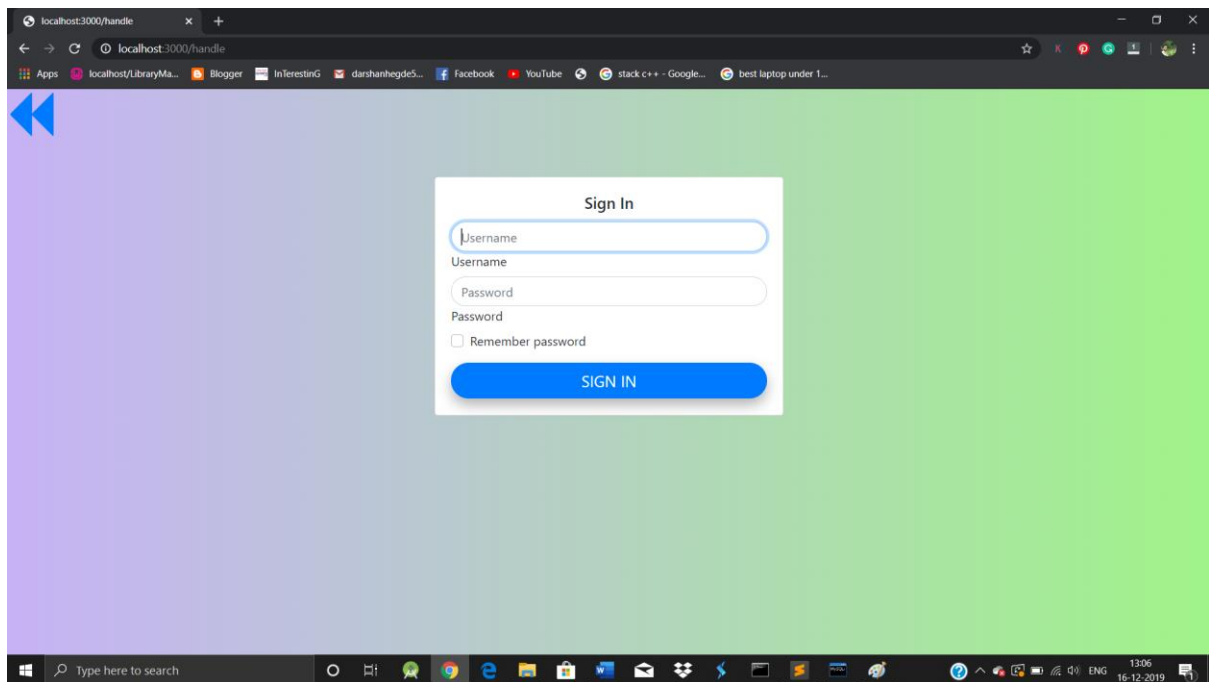 localhost:3000/handle
localhost:3000/handle
Apps localhost/LibraryMa... Blogger InTerestinG darshanhegde5... Facebook YouTube stack c++ - Google... best laptop under 1...
Sign In
Username
Username
Password
Password
Remember password
SIGN IN
Type here to search
ENG
13:06
16-12-2019